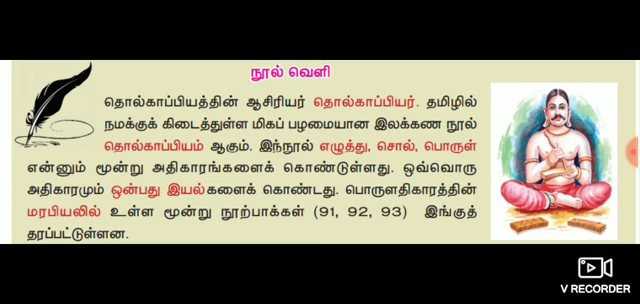 நூல் வெளி
தொல்காப்பியத்தின் ஆசிரியர் தொல்காப்பியர். தமிழில்
நமக்குக் கிடைத்துள்ள மிகப் பழமையான இலக்கண நூல்
தொல்காப்பியம் ஆகும். இந்நூல் எழுத்து, சொல், பொருள்
என்னும் மூன்று அதிகாரங்களைக் கொண்டுள்ளது. ஒவ்வொரு
அதிகாரமும் ஒன்பது இயல்களைக் கொண்டது. பொருளதிகாரத்தின்
மரபியலில் உள்ள மூன்று நூற்பாக்கள் (91, 92, 93) இங்குத்
தரப்பட்டுள்ளன.
V RECORDER